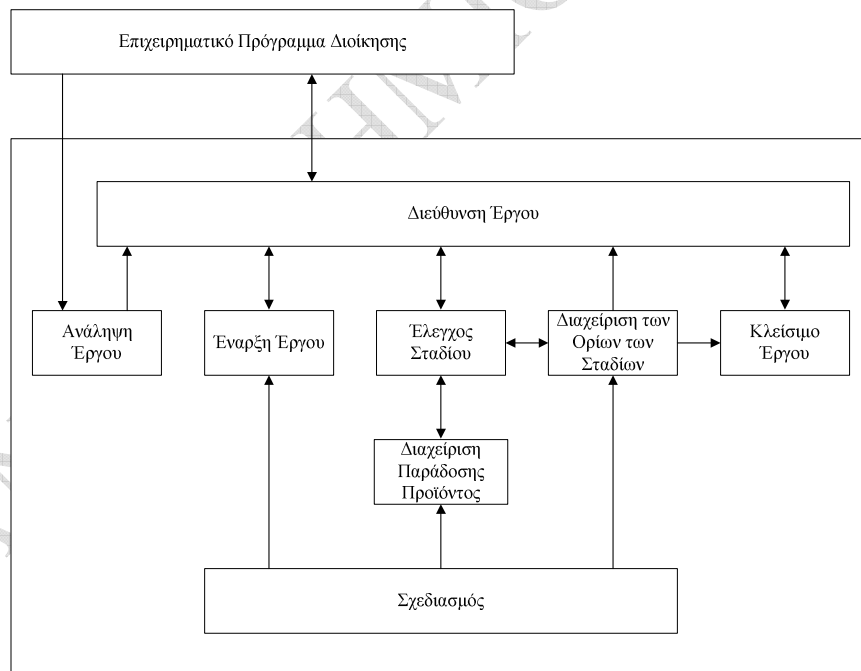 Επιχειρηματικό Πρόγραμμα Διοίκησης
Διεύθυνση Έργου
Ανάληψη
Έργου
Έναρξη Έργου
Έλεγχος
Σταδίου
Διαχείριση των
Ορίων των
Σταδίων
Κλείσιμο
Έργου
Διαχείριση
Παράδοσης
Προϊόντος
Σχεδιασμός